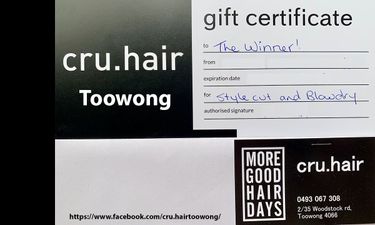 cru.hair
Toowong
gift certificate
to The Winner!
from
expiration date
for Style cut and Blowdry
authorised signature
https://www.facebook.com/cru.hairtoowong/
MORE
GOOD
HAIR
DAYS
cru.hair
0493 067 308
2/35 Woodstock rd,
Toowong 4066